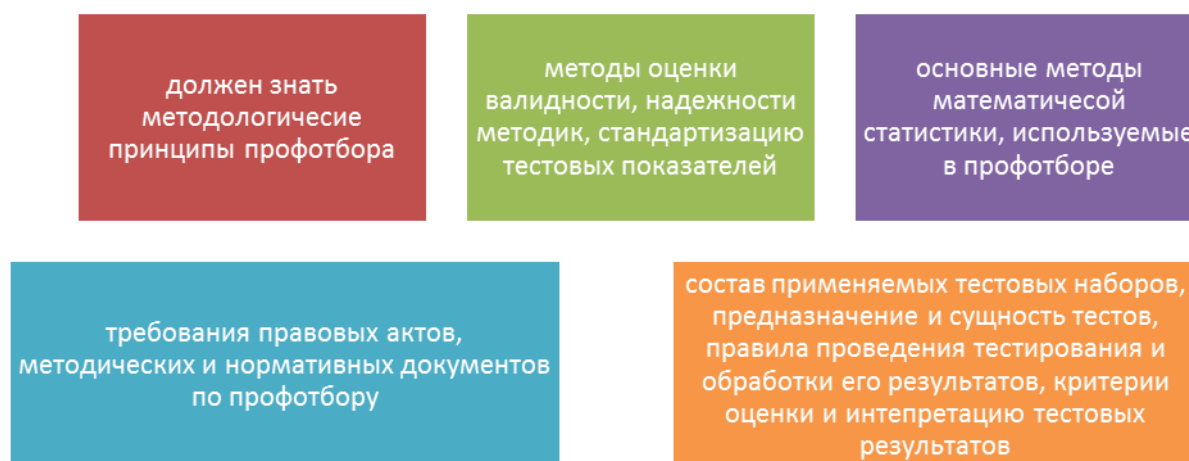 должен знать
методологичесие
принципы профотбора
методы оценки
валидности, надежности
методик, стандартизацию
тестовых показателей
основные методы
математичесой
статистики, используемые
в профотборе
требования правовых актов,
методических и нормативных документов
по профотбору
состав применяемых тестовых наборов,
предназначение и сущность тестов,
правила проведения тестирования и
обработки его результатов, критерии
оценки и интепретацию тестовых
результатов